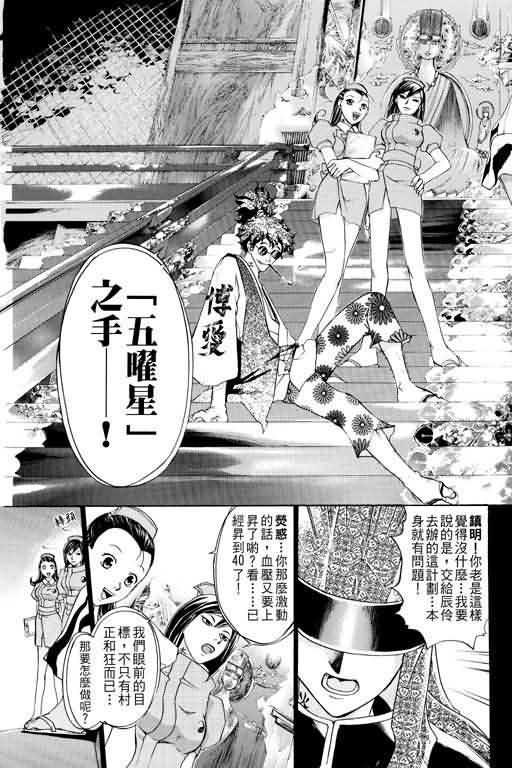 「五曜星」
之手——！
博愛
鎮明！你老是這樣
覺得沒什麼…我要
說的是，交給辰伶
去辦的這計劃…本
身就有問題！
熒惑…你那麼激動
的話，血壓又要上
昇了喲？看……已
經昇到40了！
轉頭
我們眼前的目
標，不只有村
正和狂而已…
那要怎麼做呢？